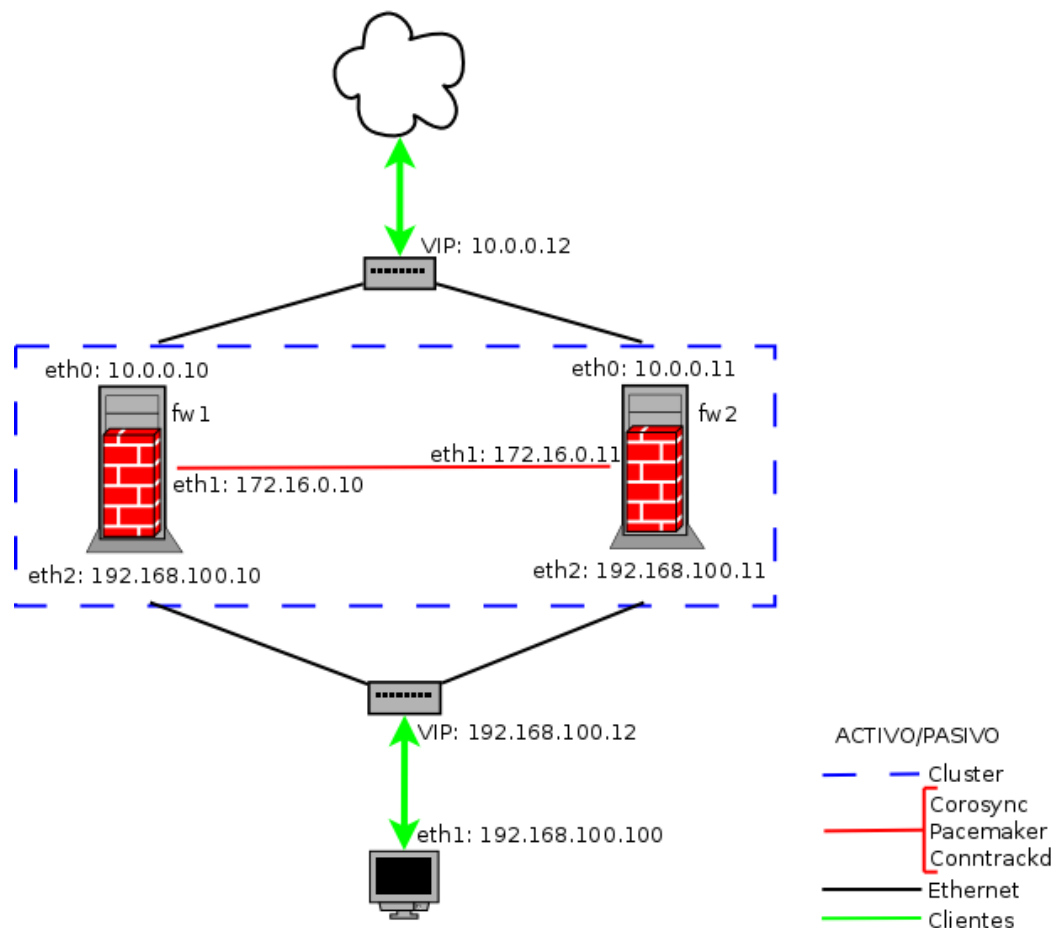 VIP: 10.0.0.12
eth0: 10.0.0.10
eth0: 10.0.0.11
fw1
fw2
eth1: 172.16.0.11
eth1: 172.16.0.10
eth2: 192.168.100.10
eth2: 192.168.100.11
VIP: 192.168.100.12
eth1: 192.168.100.100
ACTIVO/PASIVO
Cluster
Corosync
Pacemaker
Conntrackd
Ethernet
Clientes